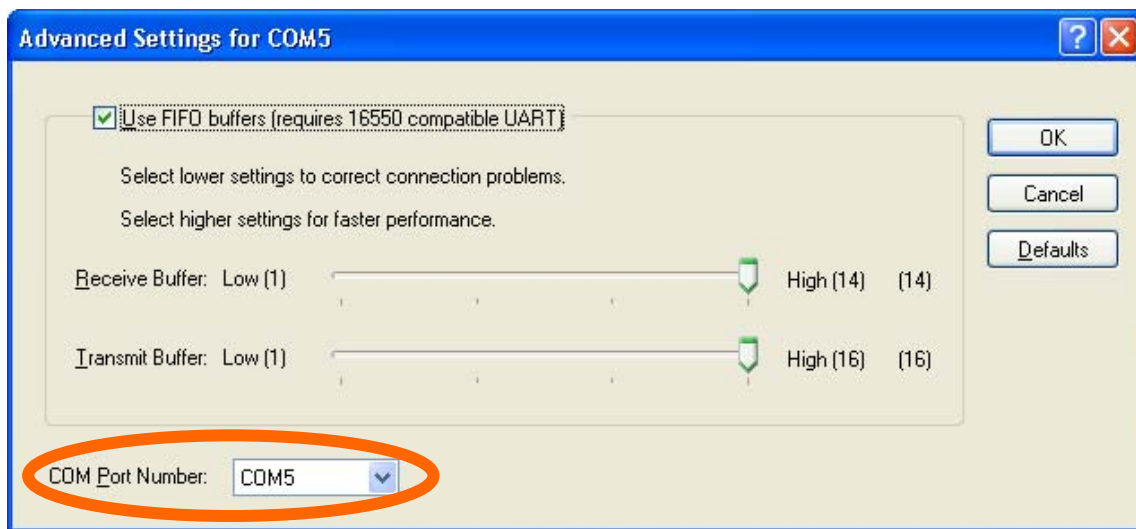 Advanced Settings for COM5
?
Use FIFO buffers (requires 16550 compatible UART)
Select lower settings to correct connection problems.
Select higher settings for faster performance.
Receive Buffer: Low (1) High (14) (14)
Transmit Buffer: Low (1) High (16) (16)
COM Port Number: COM5
OK
Cancel
Defaults